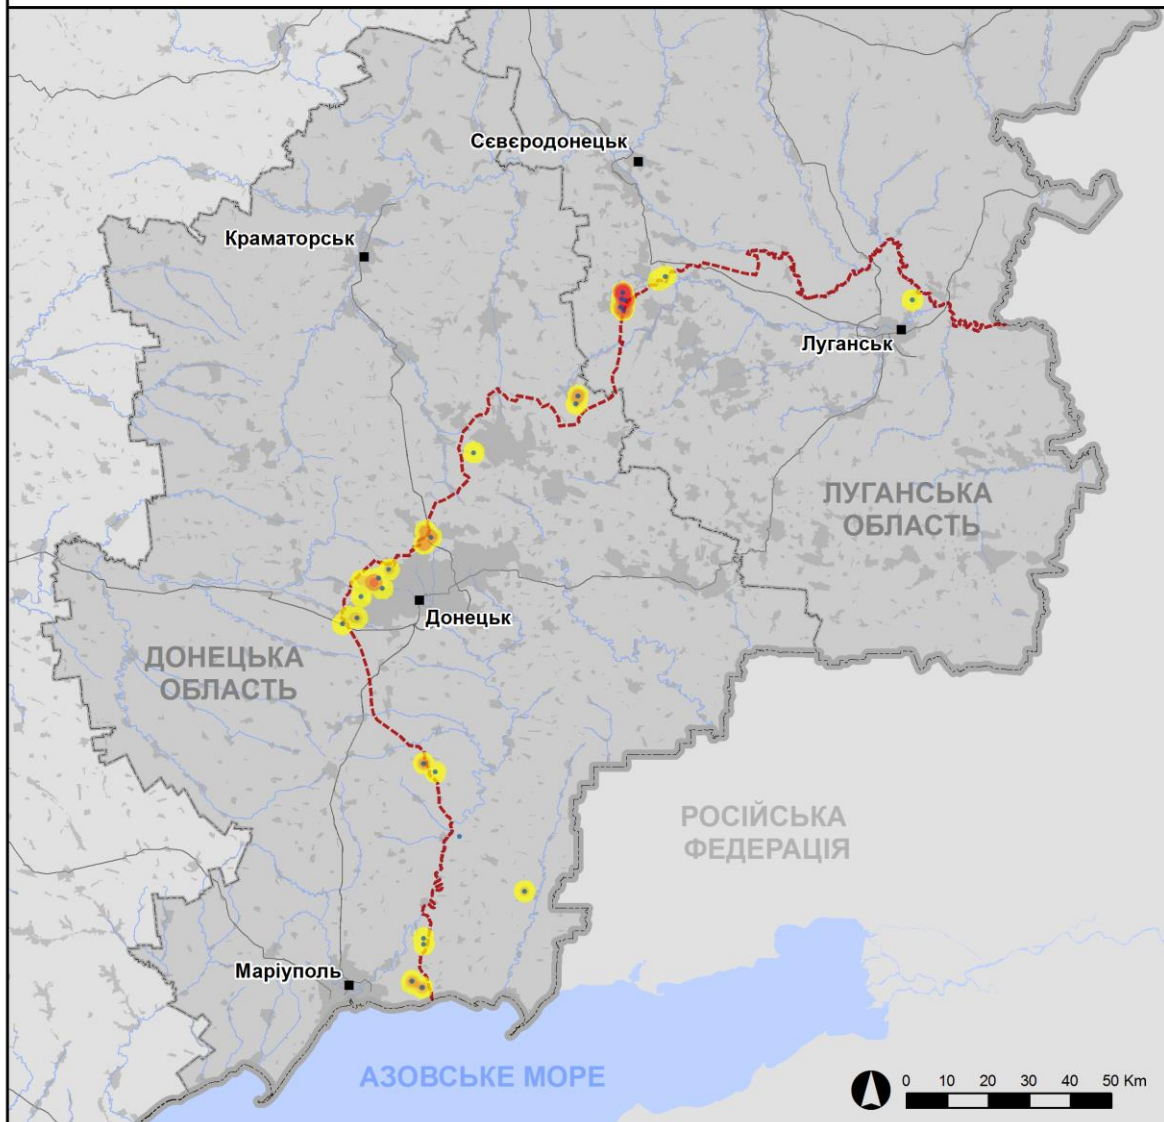 Сєвєродонецьк
Краматорськ
Луганськ
ЛУГАНСЬКА
ОБЛАСТЬ
Донецьк
ДОНЕЦЬКА
ОБЛАСТЬ
РОСІЙСЬКА
ФЕДЕРАЦІЯ
Маріуполь
АЗОВСЬКЕ МОРЕ
0 10 20 30 40 50 Km